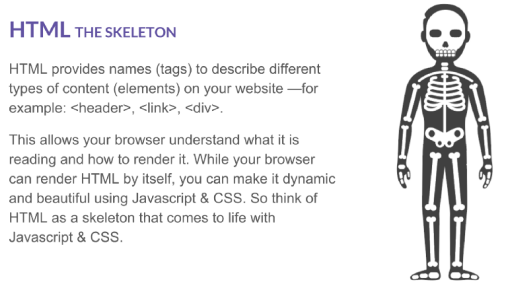 HTML THE SKELETON
HTML provides names (tags) to describe different
types of content (elements) on your website —for
example: <header>, <link>, <div>.
This allows your browser understand what it is
reading and how to render it. While your browser
can render HTML by itself, you can make it dynamic
and beautiful using Javascript & CSS. So think of
HTML as a skeleton that comes to life with
Javascript & CSS.